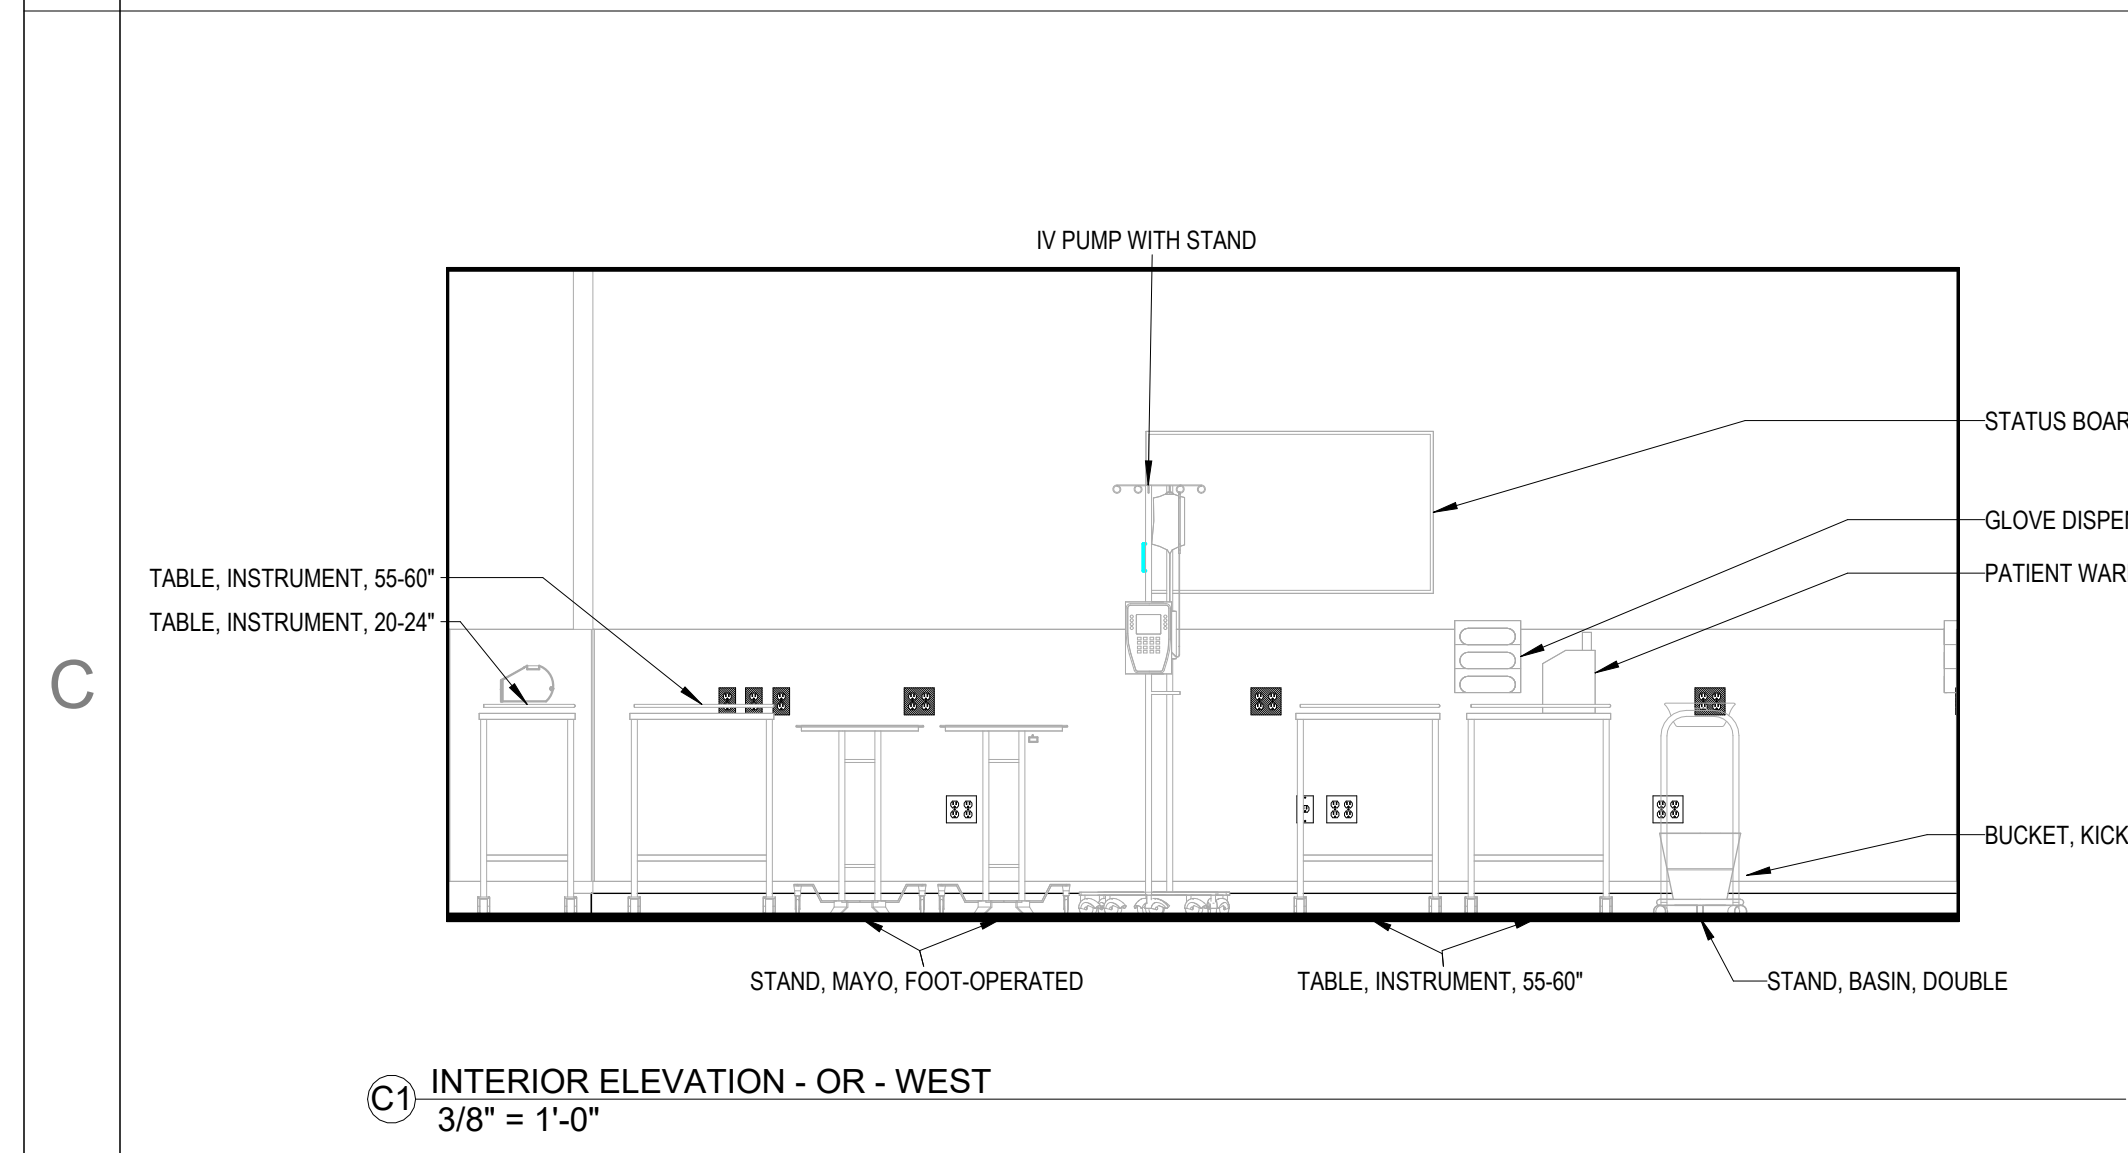 IV PUMP WITH STAND
STATUS BOAR
GLOVE DISPE
PATIENT WAR
TABLE, INSTRUMENT, 55-60"
TABLE, INSTRUMENT, 20-24"
C
BUCKET, KICK
STAND, MAYO, FOOT-OPERATED
TABLE, INSTRUMENT, 55-60"
STAND, BASIN, DOUBLE
C1
INTERIOR ELEVATION - OR - WEST
3/8" = 1'-0"